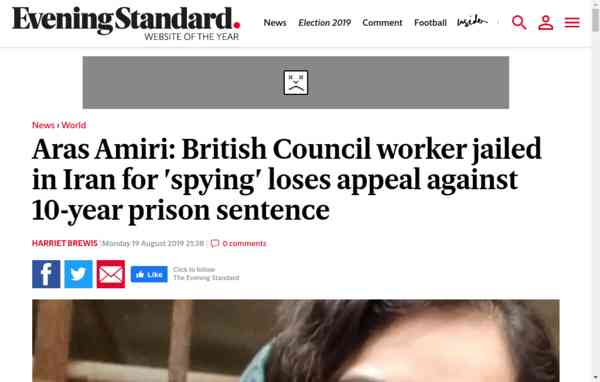 Evening Standard.
WEBSITE OF THE YEAR
News Election 2019 Comment Football Insider
News › World
Aras Amiri: British Council worker jailed
in Iran for 'spying' loses appeal against
10-year prison sentence
HARRIET BREWIS | Monday 19 August 2019 21:38 | 0 comments
f Like Click to follow
The Evening Standard